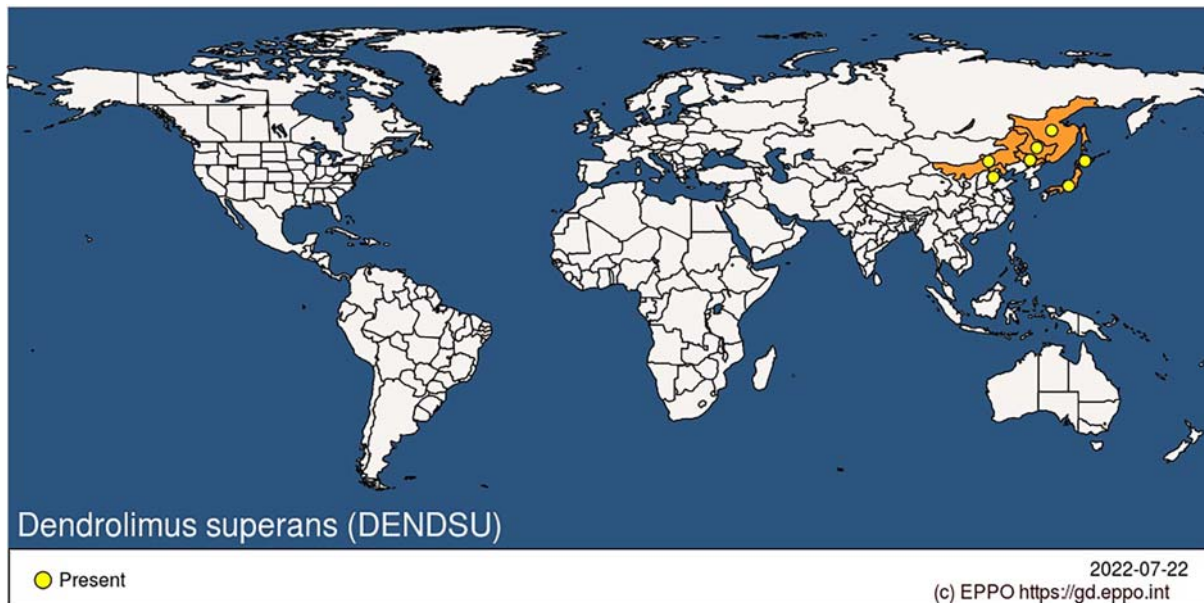 Dendrolimus superans (DENDSU)
Present
2022-07-22
(c) EPPO https://gd.eppo.int